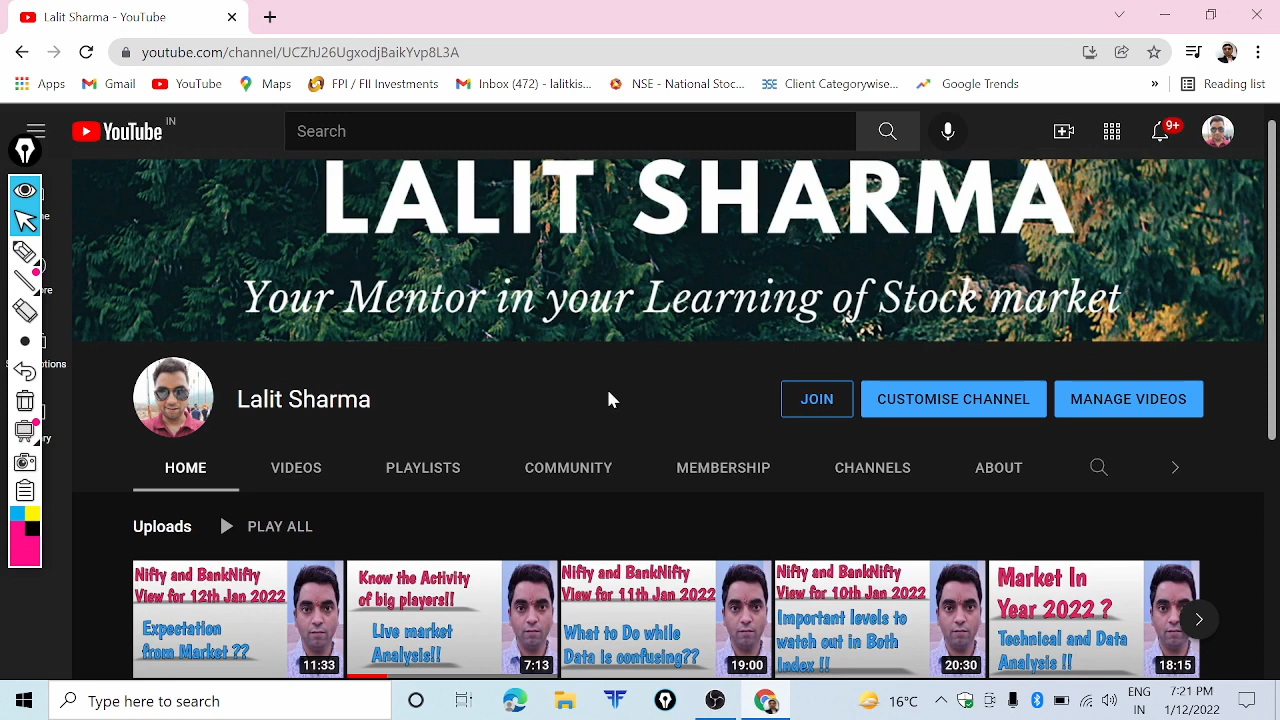 Lalit Sharma - YouTube
youtube.com/channel/UCZhJ26UgxodjBaikYvp8L3A
Apps
Gmail
YouTube
Maps
FPI / FII Investments
Inbox (472) - lalitkis...
NSE - National Stoc...
Client Categorywise...
Google Trends
»
Reading list
YouTube IN
Search
9+
LALIT SHARMA
Your Mentor in your Learning of Stock market
Lalit Sharma
JOIN
CUSTOMISE CHANNEL
MANAGE VIDEOS
HOME
VIDEOS
PLAYLISTS
COMMUNITY
MEMBERSHIP
CHANNELS
ABOUT
Uploads
PLAY ALL
Nifty and BankNifty
View for 12th Jan 2022
Expectation
from Market ??
11:33
Know the Activity
of big players!!
Live market
Analysis!!
7:13
Nifty and BankNifty
View for 11th Jan 2022
What to Do while
Data is confusing??
19:00
Nifty and BankNifty
View for 10th Jan 2022
Important levels to
watch out in Both
Index !!
20:30
Market In
Year 2022 ?
Technical and Data
Analysis !!
18:15
Type here to search
16°C
ENG
IN
7:21 PM
1/12/2022